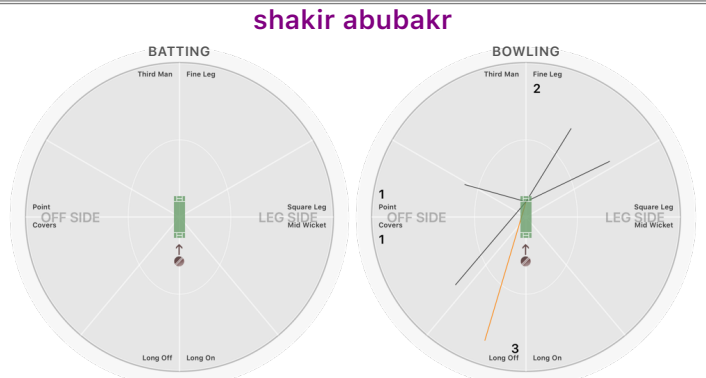 shakir abubakr
BATTING
BOWLING
Third Man
Fine Leg
Third Man
Fine Leg
2
1
Point
Square Leg
Point
Square Leg
OFF SIDE
LEG SIDE
OFF SIDE
LEG SIDE
Covers
Mid Wicket
Covers
Mid Wicket
1
3
Long Off
Long On
Long Off
Long On